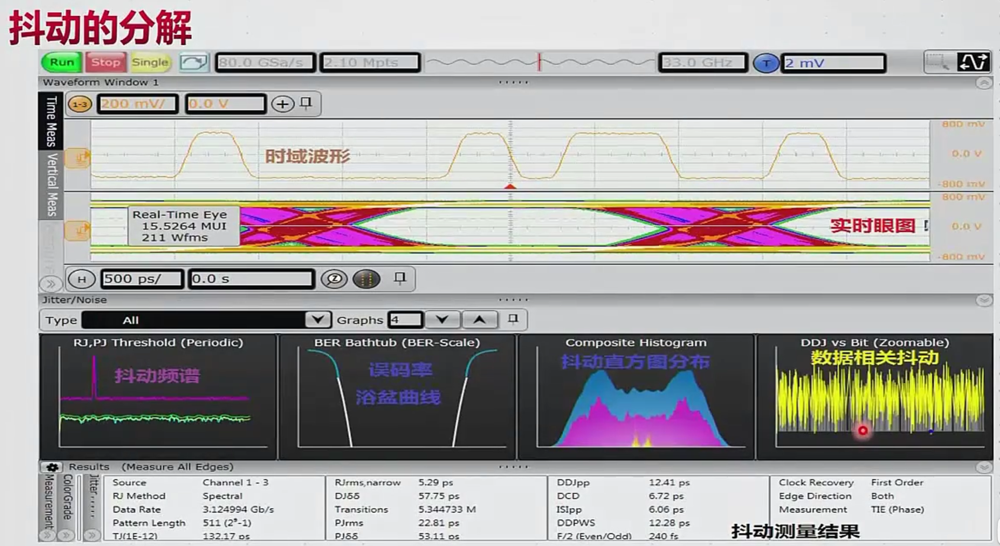 抖动的分解
Run Stop Single 80.0 GSa/s 2.10 Mpts 33.0 GHz T 2 mV
Waveform Window 1
Time Meas
Vertical Meas
1-3 200 mV/ 0.0 V
800 mV
时域波形
0.0 V
-800 mV
800 mV
Real-Time Eye
15.5264 MUI
211 Wfms
实时眼图
0.0 V
-800 mV
H 500 ps/ 0.0 s Z
Jitter/Noise
Type All Graphs 4
RJ,PJ Threshold (Periodic)
抖动频谱
BER Bathtub (BER-Scale)
误码率
浴盆曲线
Composite Histogram
抖动直方图分布
DDJ vs Bit (Zoomable)
数据相关抖动
Results (Measure All Edges)
Measurement
ColorGrade
Jitter
Source Channel 1 - 3
RJ Method Spectral
Data Rate 3.124994 Gb/s
Pattern Length 511 (2⁹-1)
TJ(1E-12) 132.17 ps
RJrms,narrow 5.29 ps
DJδδ 57.75 ps
Transitions 5.344733 M
PJrms 22.81 ps
PJδδ 53.11 ps
DDJpp 12.41 ps
DCD 6.72 ps
ISIpp 6.06 ps
DDPWS 12.28 ps
F/2 (Even/Odd) 240 fs
Clock Recovery First Order
Edge Direction Both
Measurement TIE (Phase)
抖动测量结果